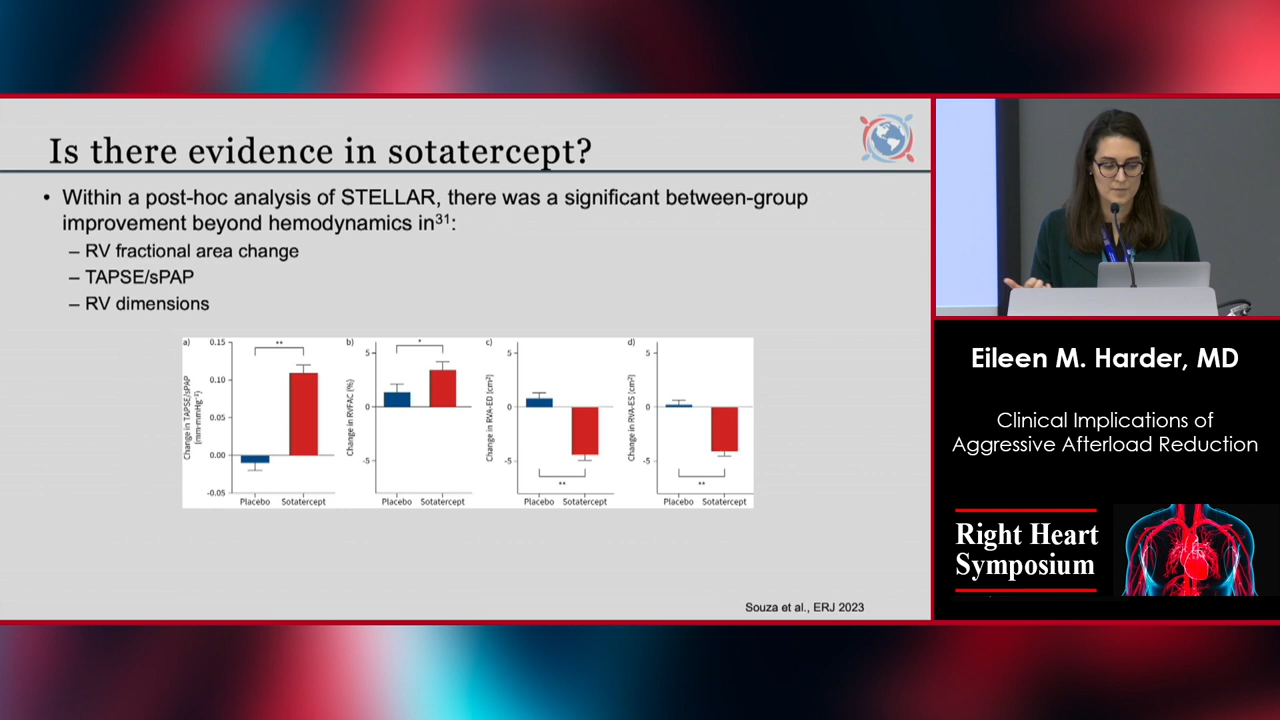 Is there evidence in sotatercept?
• Within a post-hoc analysis of STELLAR, there was a significant between-group
improvement beyond hemodynamics in31:
– RV fractional area change
– TAPSE/sPAP
– RV dimensions
a)
Change in TAPSE/sPAP
(mm·mmHg-1)
0.15
0.10
0.05
0.00
-0.05
**
Placebo Sotatercept
b)
Change in RVFAC (%)
5
0
-5
*
Placebo Sotatercept
c)
Change in RVA-ED (cm2)
5
0
-5
**
Placebo Sotatercept
d)
Change in RVA-ES (cm2)
5
0
-5
**
Placebo Sotatercept
Souza et al., ERJ 2023
Eileen M. Harder, MD
Clinical Implications of
Aggressive Afterload Reduction
Right Heart
Symposium